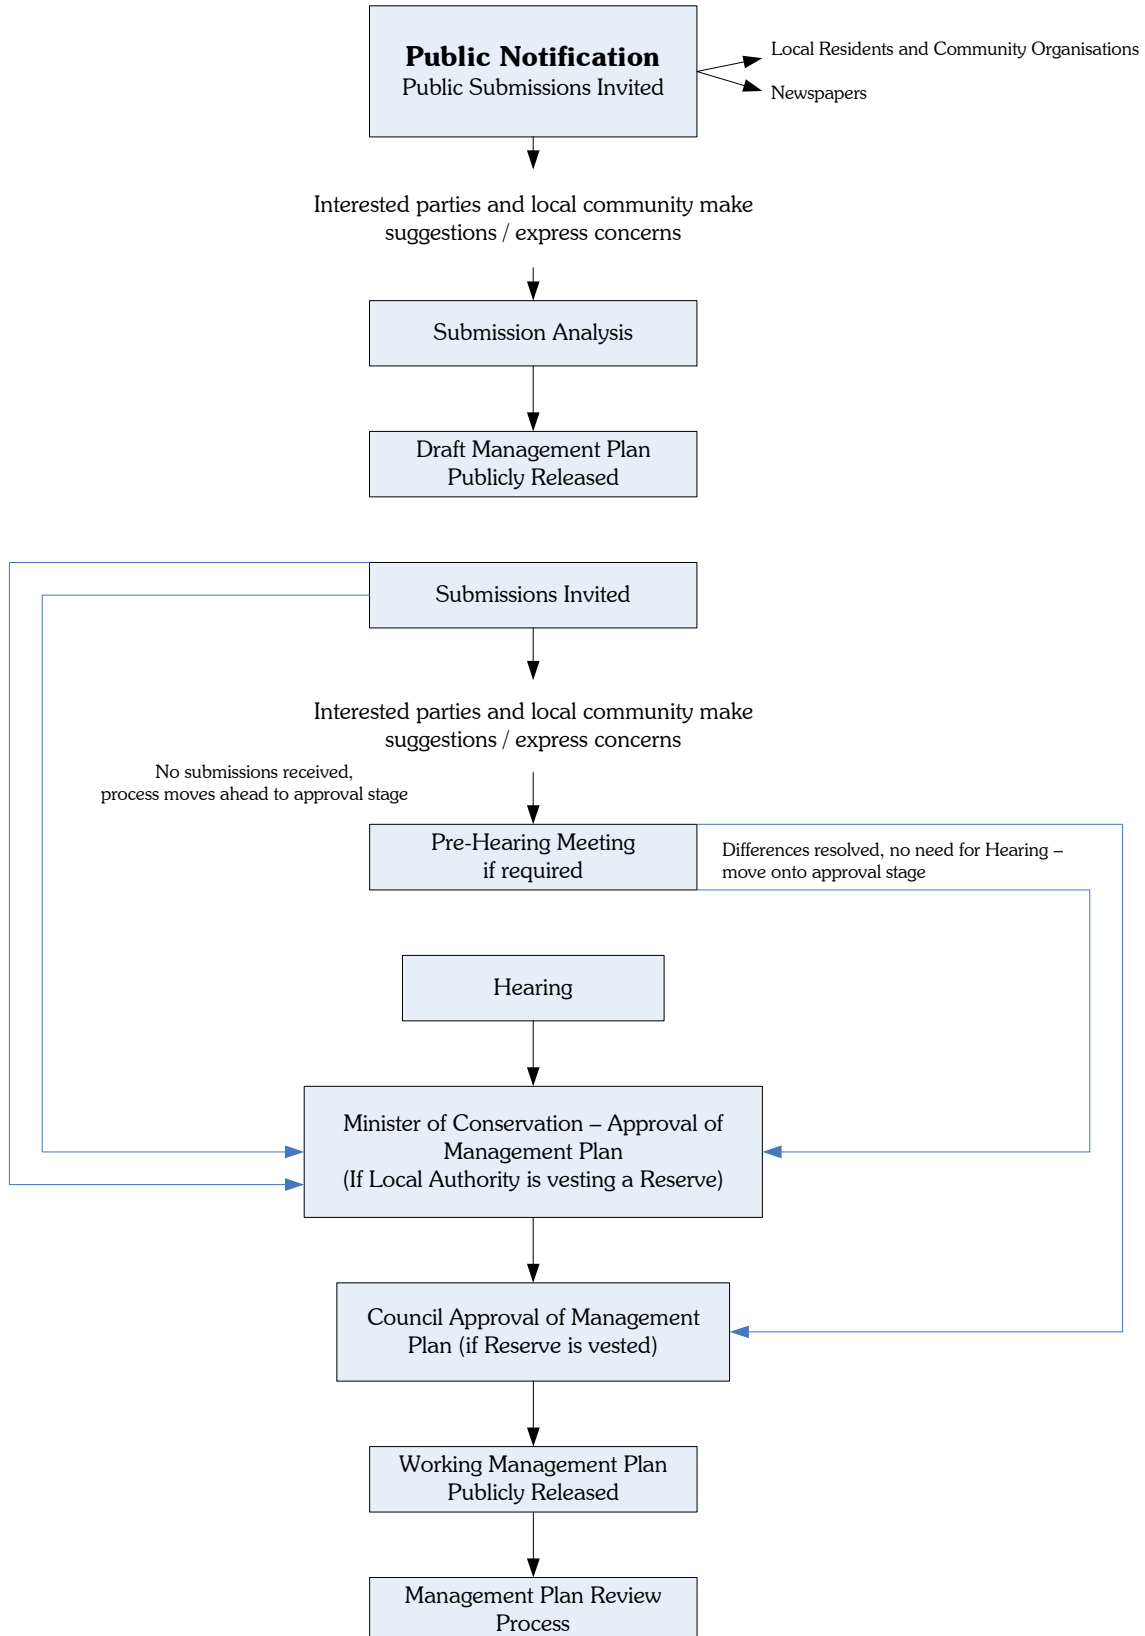 Public Notification
Public Submissions Invited
Local Residents and Community Organisations
Newspapers
Interested parties and local community make
suggestions / express concerns
Submission Analysis
Draft Management Plan
Publicly Released
Submissions Invited
Interested parties and local community make
suggestions / express concerns
No submissions received,
process moves ahead to approval stage
Pre-Hearing Meeting
if required
Differences resolved, no need for Hearing –
move onto approval stage
Hearing
Minister of Conservation – Approval of
Management Plan
(If Local Authority is vesting a Reserve)
Council Approval of Management
Plan (if Reserve is vested)
Working Management Plan
Publicly Released
Management Plan Review
Process